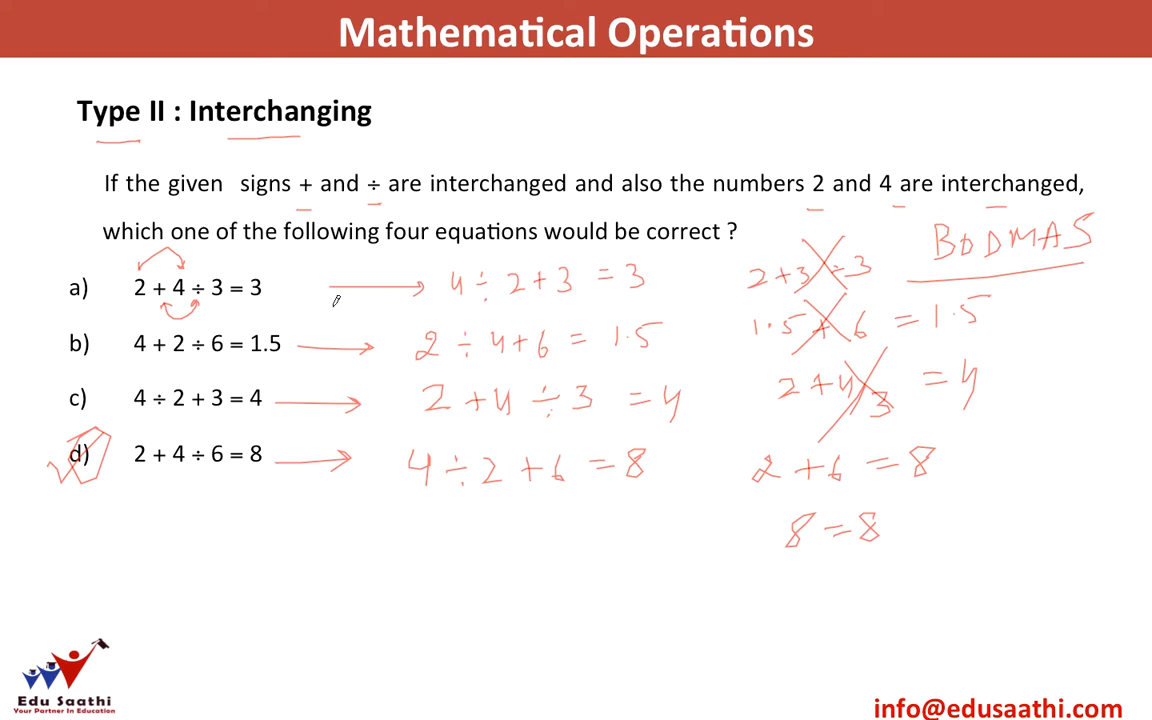 Mathematical Operations
Type II : Interchanging
If the given signs + and ÷ are interchanged and also the numbers 2 and 4 are interchanged,
which one of the following four equations would be correct ?
BODMAS
a) 2 + 4 ÷ 3 = 3 4 ÷ 2 + 3 = 3 2 + 3 ÷ 3
b) 4 + 2 ÷ 6 = 1.5 2 ÷ 4 + 6 = 1.5 1.5 + 6 = 1.5
c) 4 ÷ 2 + 3 = 4 2 + 4 ÷ 3 = 4 2 + 4 3 = 4
d) 2 + 4 ÷ 6 = 8 4 ÷ 2 + 6 = 8 2 + 6 = 8
8 = 8
Edu Saathi
Your Partner In Education
info@edusaathi.com